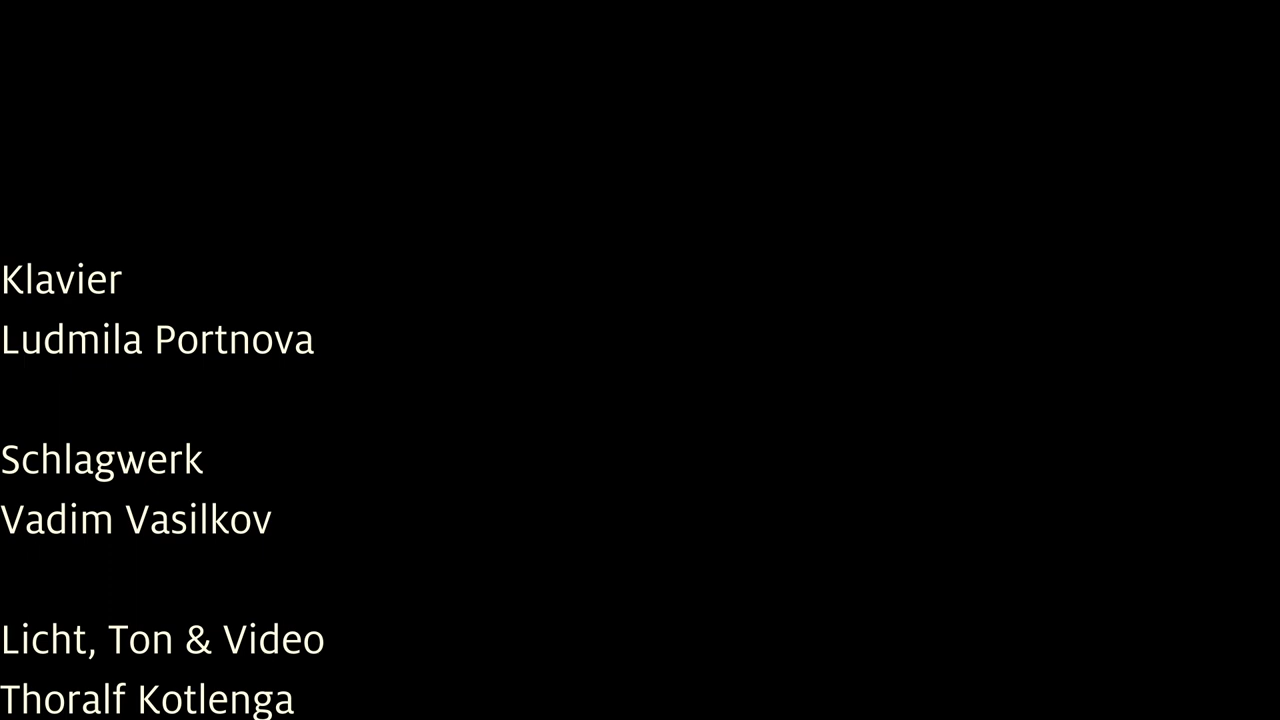 Klavier
Ludmila Portnova
Schlagwerk
Vadim Vasilkov
Licht, Ton & Video
Thoralf Kotlenga